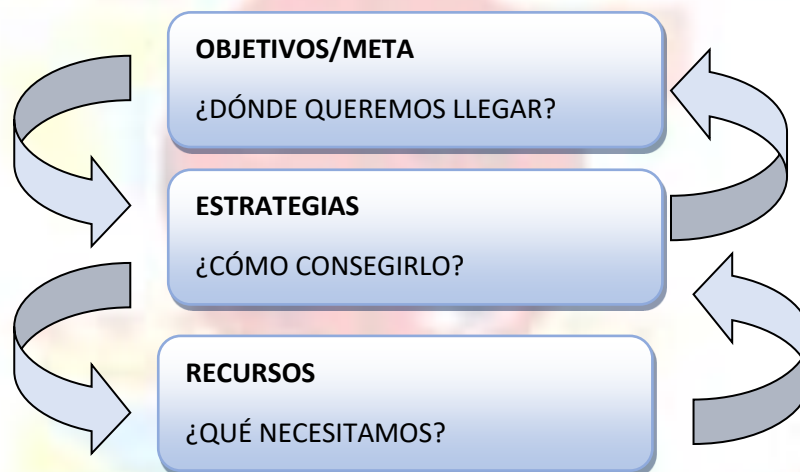 OBJETIVOS/META
¿DÓNDE QUEREMOS LLEGAR?
ESTRATEGIAS
¿CÓMO CONSEGIRLO?
RECURSOS
¿QUÉ NECESITAMOS?